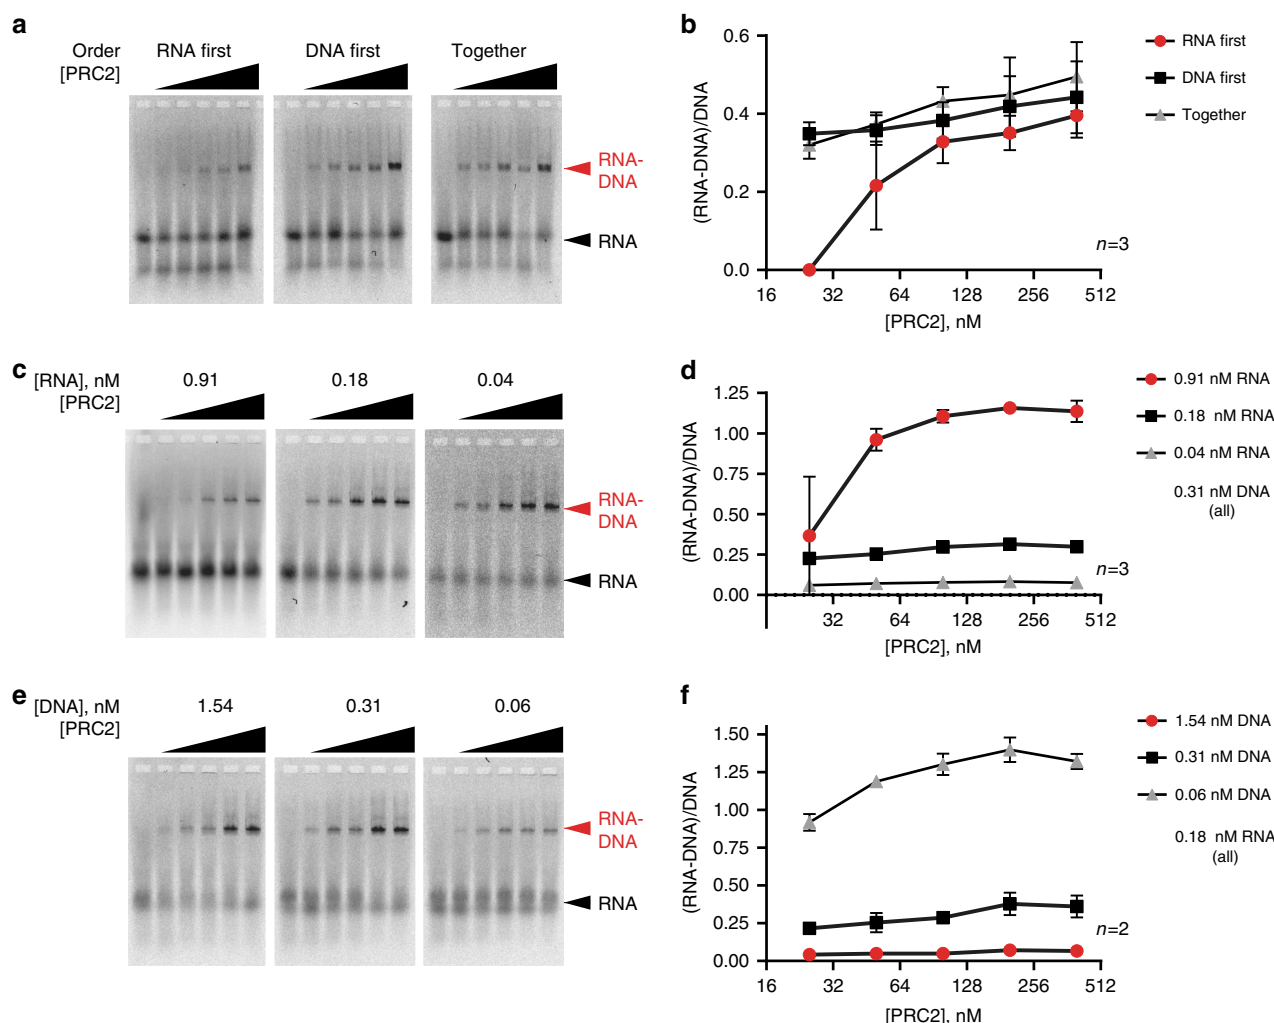 a
Order RNA first DNA first Together
[PRC2]
RNA-
DNA
RNA
b
(RNA-DNA)/DNA
0.6
0.4
0.2
0.0
16 32 64 128 256 512
[PRC2], nM
n=3
RNA first
DNA first
Together
c
[RNA], nM 0.91 0.18 0.04
[PRC2]
RNA-
DNA
RNA
d
(RNA-DNA)/DNA
1.25
1.00
0.75
0.50
0.25
0.00
32 64 128 256 512
[PRC2], nM
n=3
0.91 nM RNA
0.18 nM RNA
0.04 nM RNA
0.31 nM DNA
(all)
e
[DNA], nM 1.54 0.31 0.06
[PRC2]
RNA-
DNA
RNA
f
(RNA-DNA)/DNA
1.50
1.25
1.00
0.75
0.50
0.25
0.00
16 32 64 128 256 512
[PRC2], nM
n=2
1.54 nM DNA
0.31 nM DNA
0.06 nM DNA
0.18 nM RNA
(all)